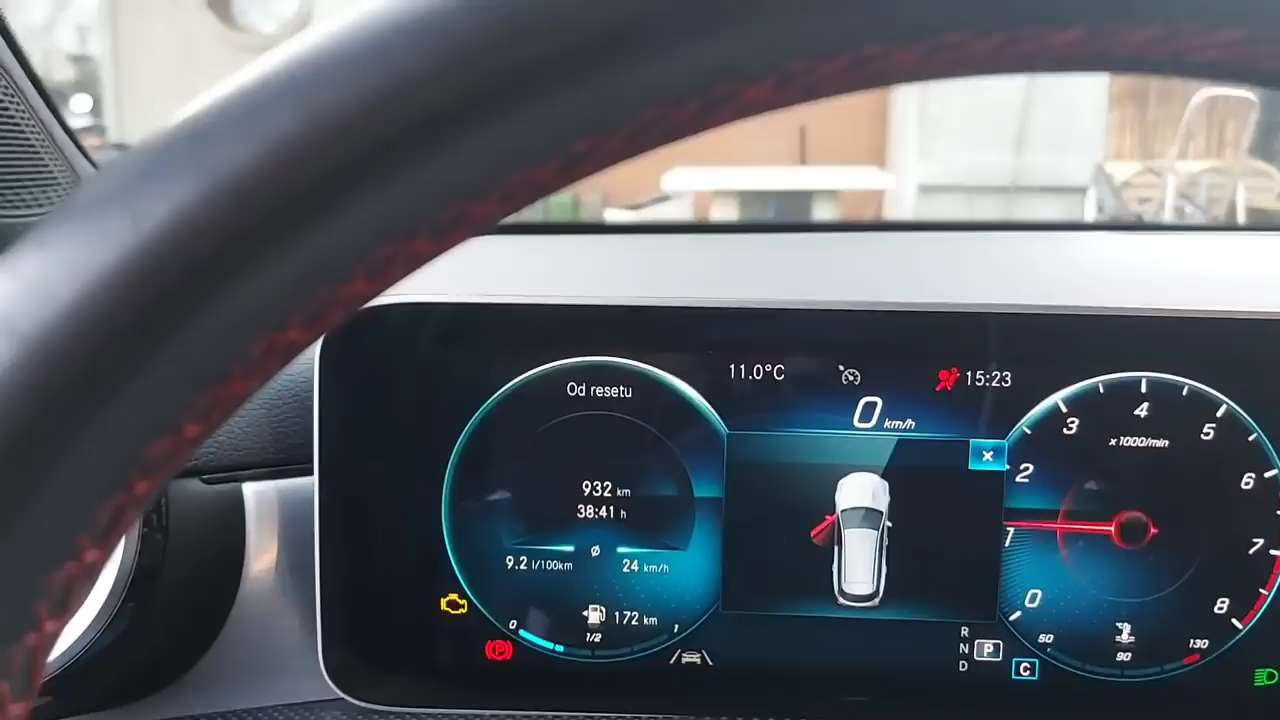 Od resetu
932 km
38:41 h
ø
9.2 l/100km
24 km/h
172 km
0 1/2 1
11.0°C
15:23
0 km/h
×
R
N
D
P
C
0 1 2 3 4 5 6 7 8
x1000/min
50 90 130
°C
(P)